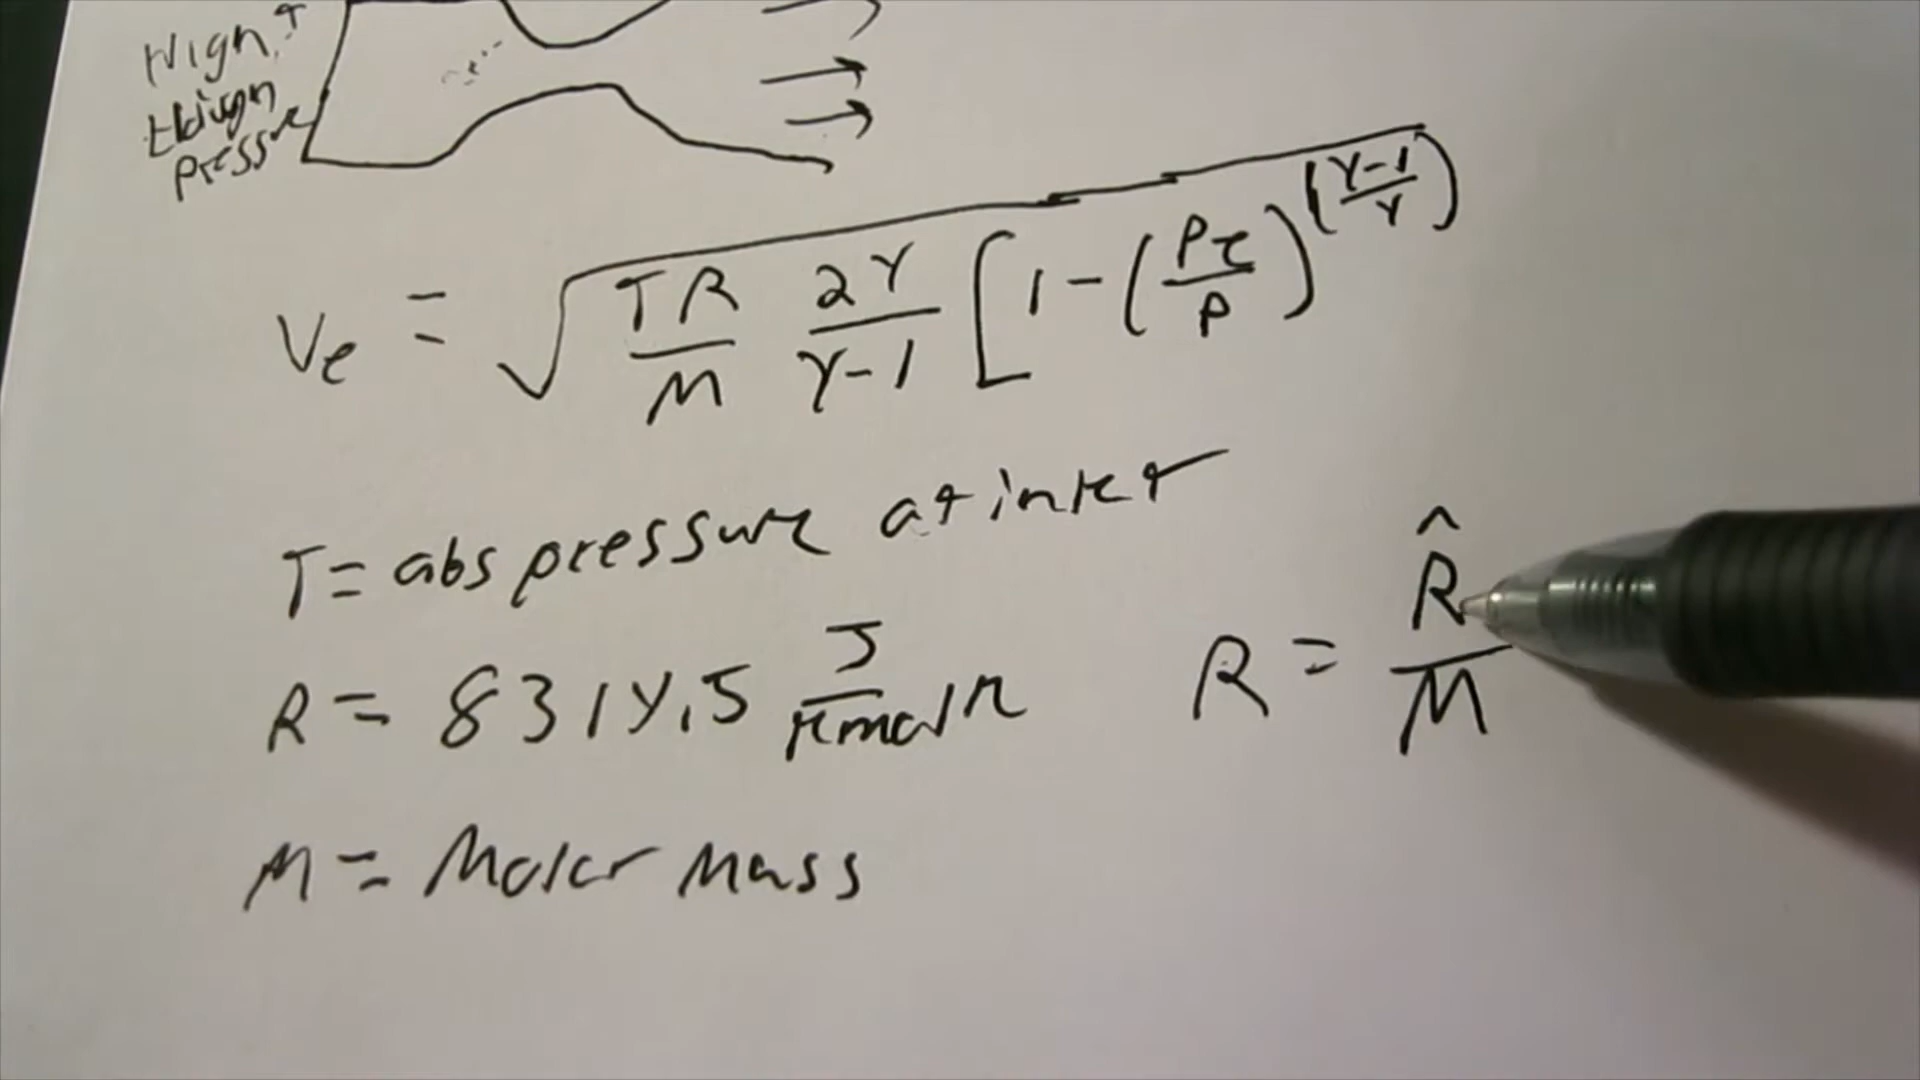 High T
High
pressure
Ve = √ TR/M 2γ/γ-1 [1-(Pe/P)^(γ-1/γ)
T= abs pressure at inlet
R = 8314.5 J/kmol K
R = R̂/M
M = Molar Mass